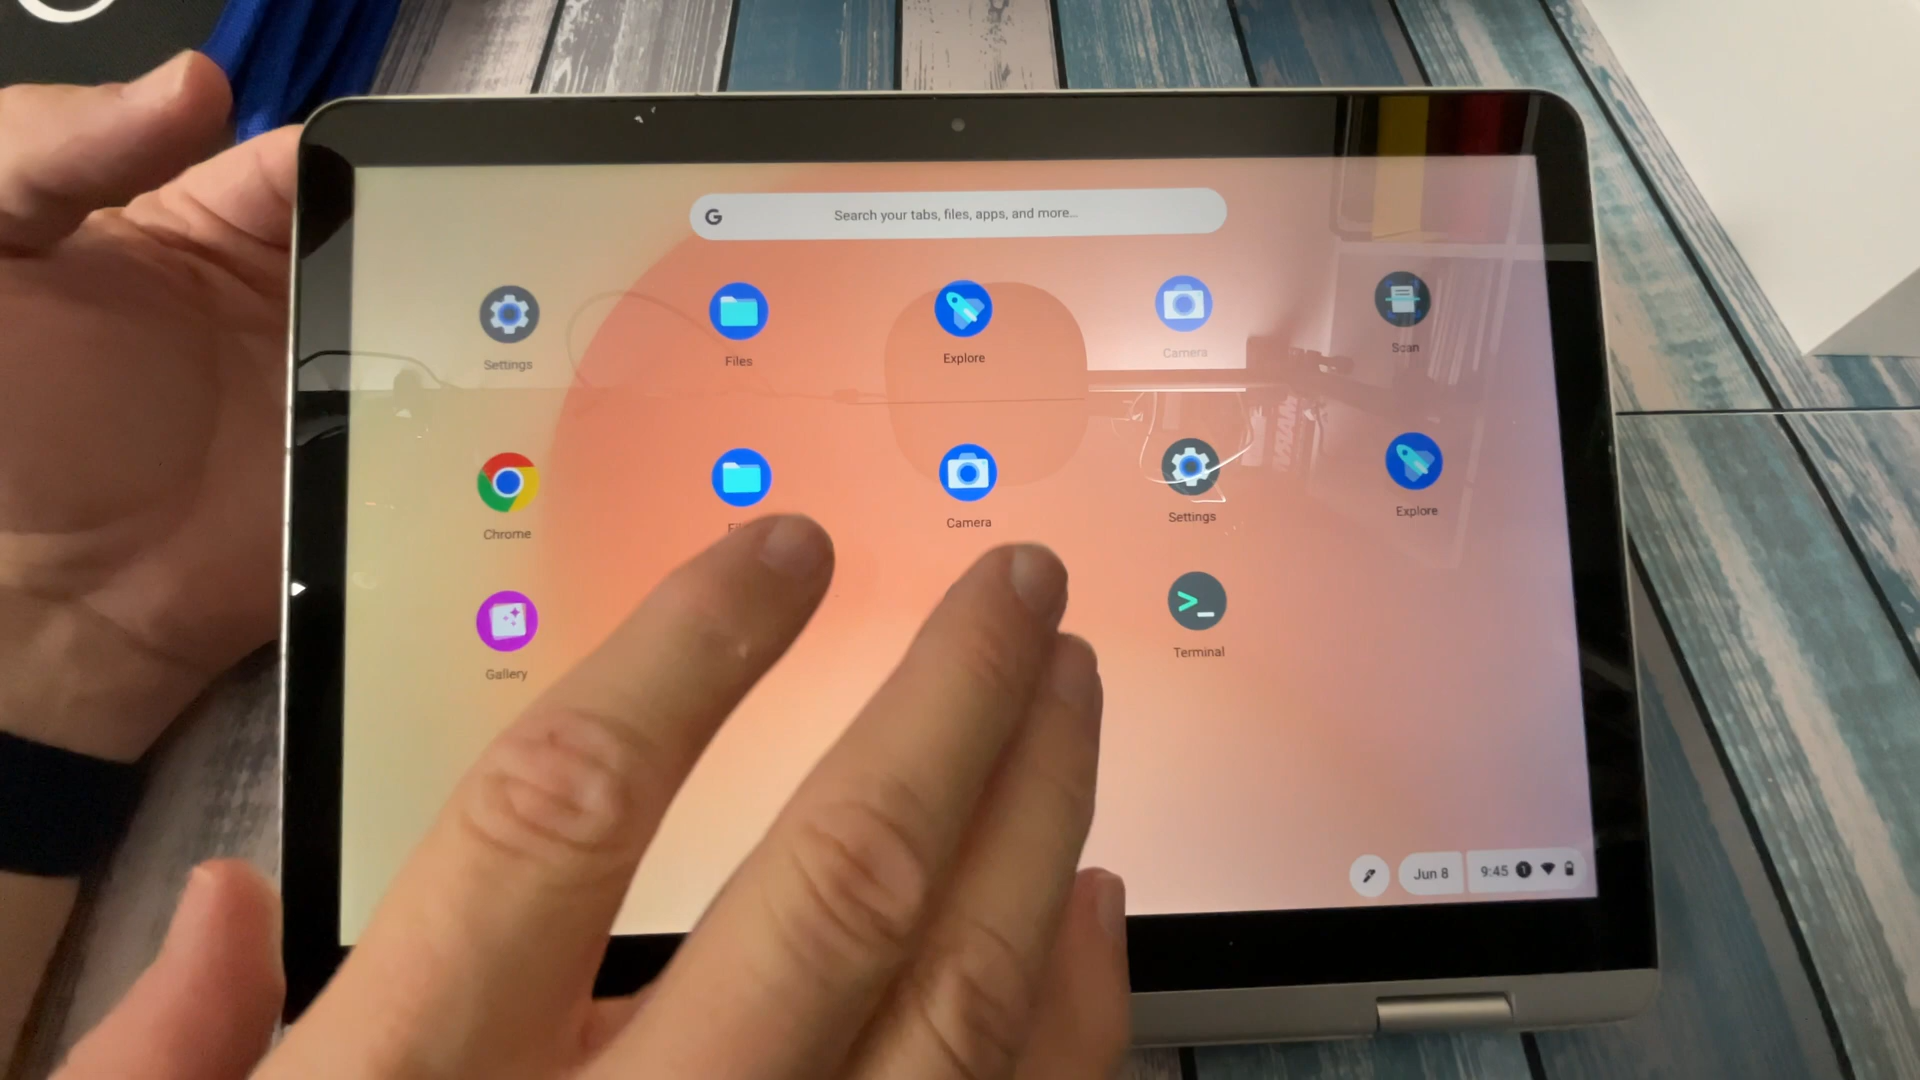 G Search your tabs, files, apps, and more...
Settings
Files
Explore
Camera
Scan
Chrome
Camera
Settings
Explore
Gallery
>_
Terminal
Jun 8
9:45 1